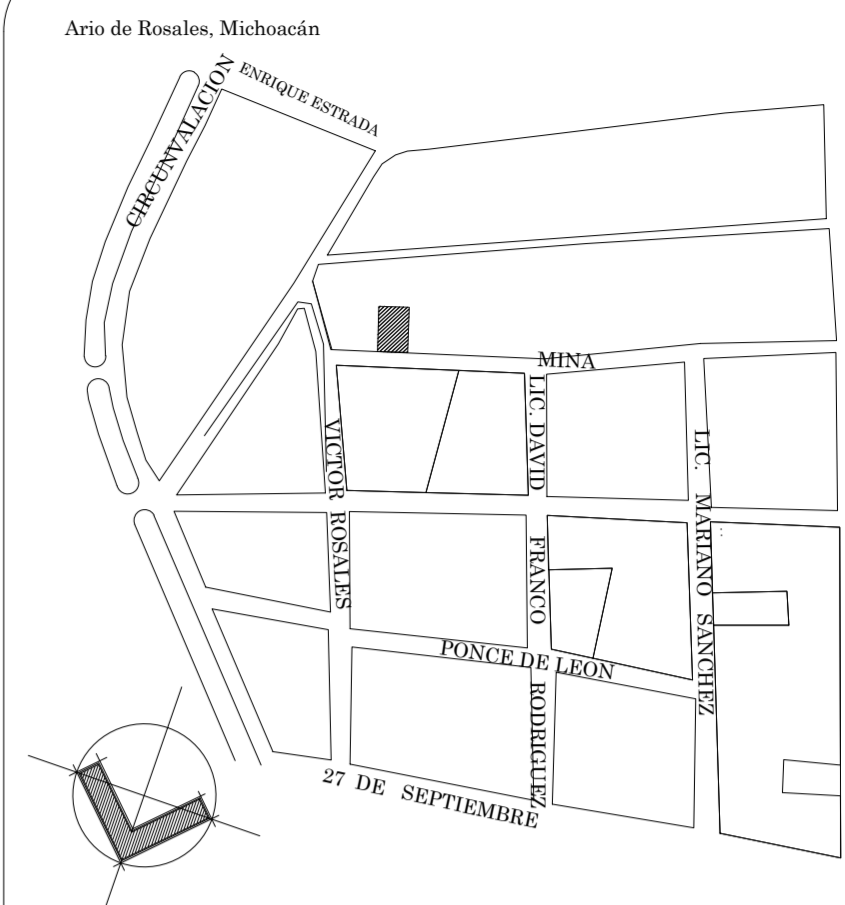 Ario de Rosales, Michoacán
CIRCUNVALACION
ENRIQUE ESTRADA
MINA
LIC. DAVID FRANCO RODRIGUEZ
VICTOR ROSALES
LIC. MARIANO SANCHEZ
PONCE DE LEON
27 DE SEPTIEMBRE